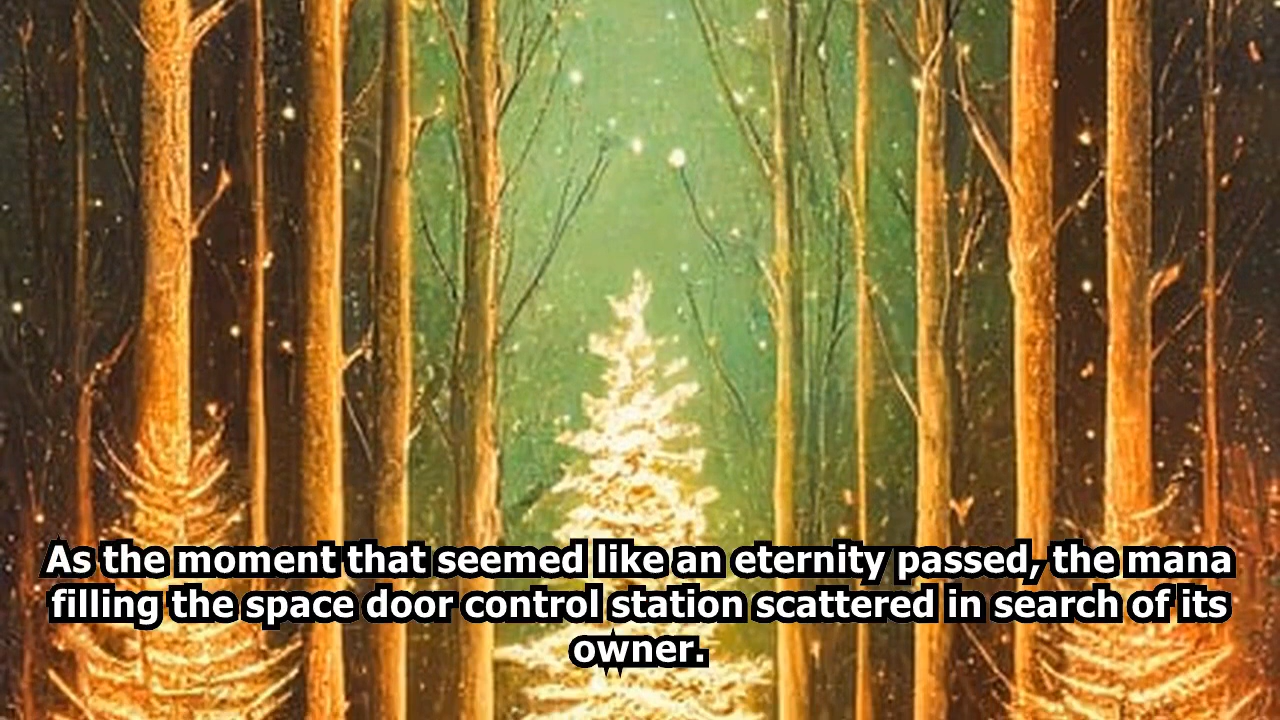 As the moment that seemed like an eternity passed, the mana
filling the space door control station scattered in search of its
owner.